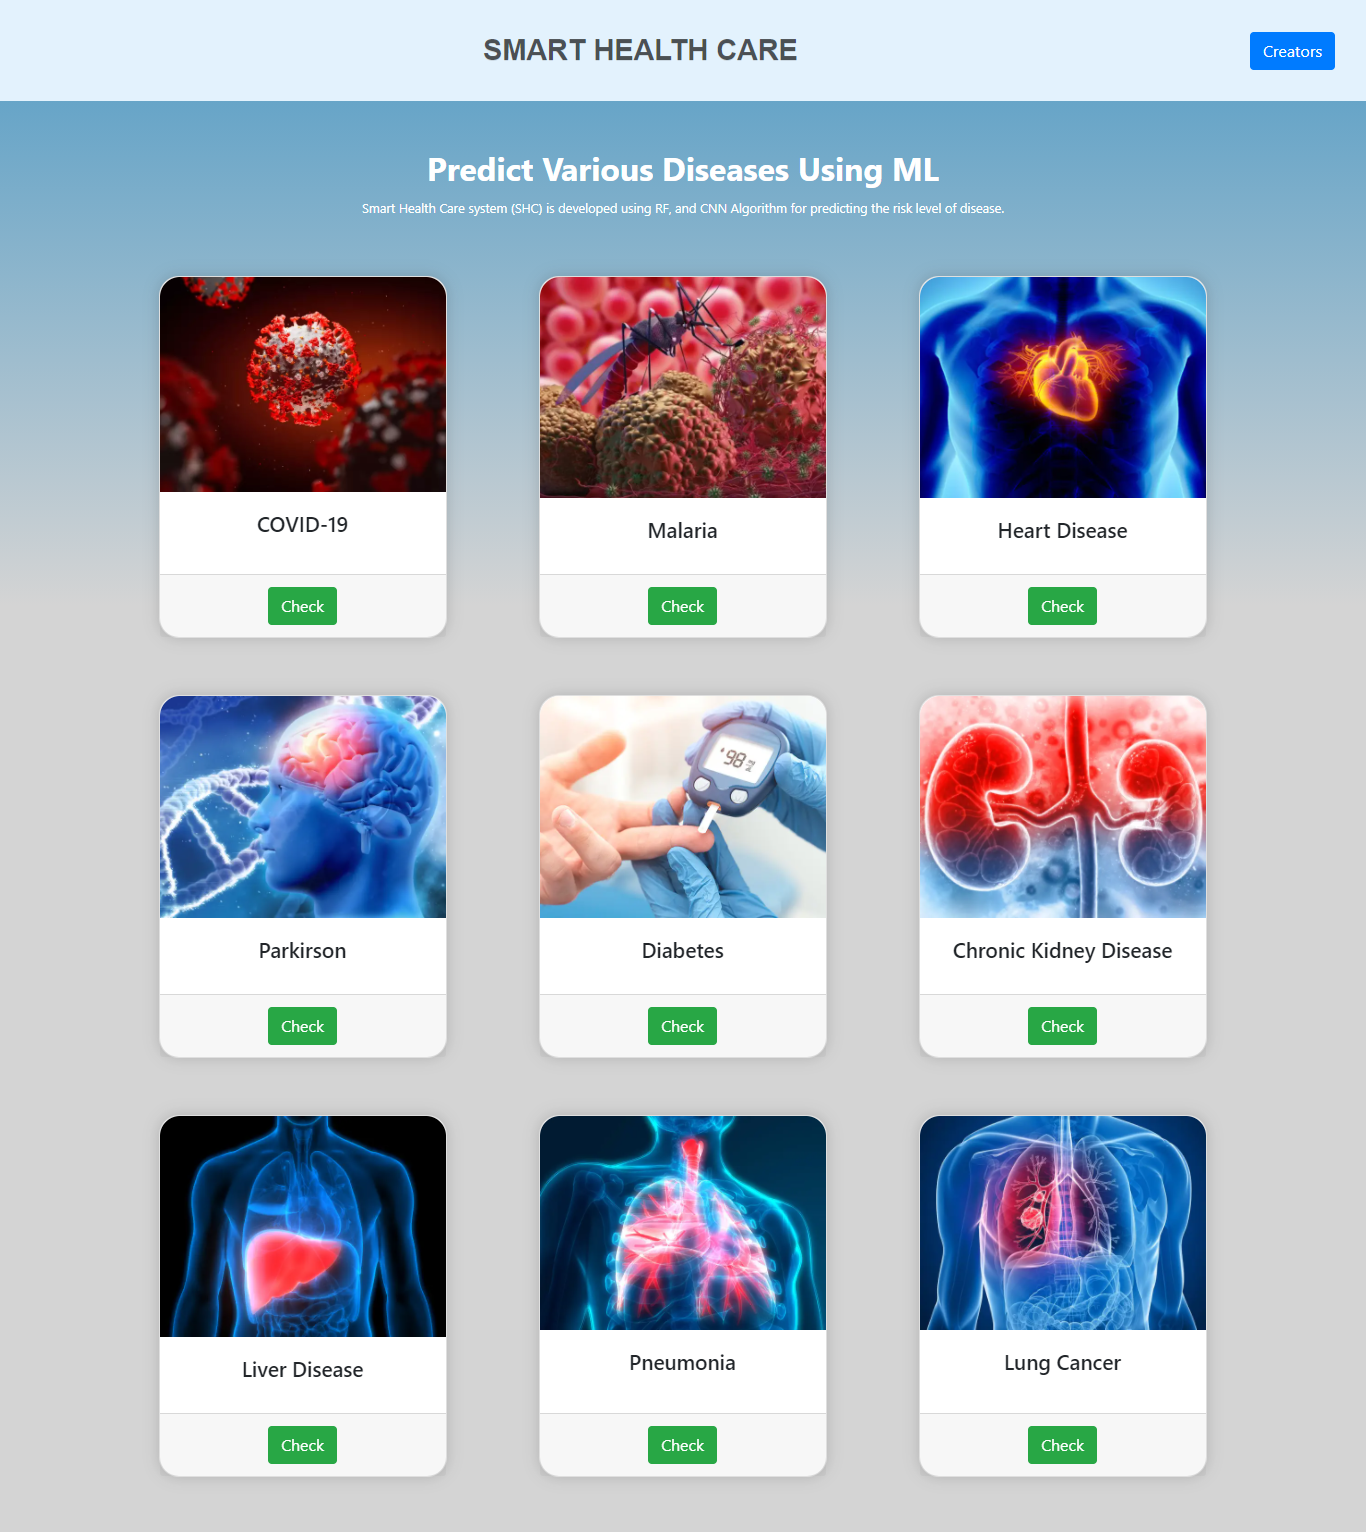 SMART HEALTH CARE
Creators
Predict Various Diseases Using ML
Smart Health Care system (SHC) is developed using RF, and CNN Algorithm for predicting the risk level of disease.
COVID-19
Malaria
Heart Disease
Check
Check
Check
98
Parkirson
Diabetes
Chronic Kidney Disease
Check
Check
Check
Liver Disease
Pneumonia
Lung Cancer
Check
Check
Check